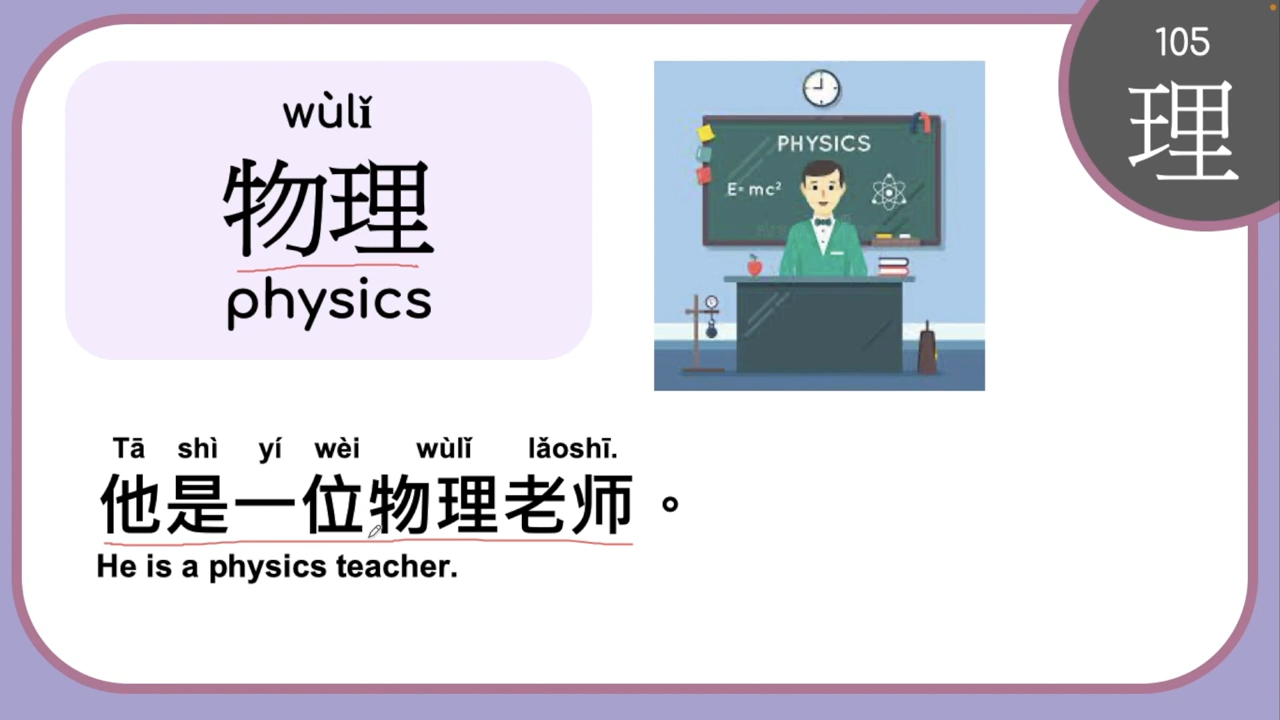 105
理
wùlǐ
物理
physics
PHYSICS
E=mc²
Tā shì yí wèi wùlǐ lǎoshī.
他是一位物理老师。
He is a physics teacher.